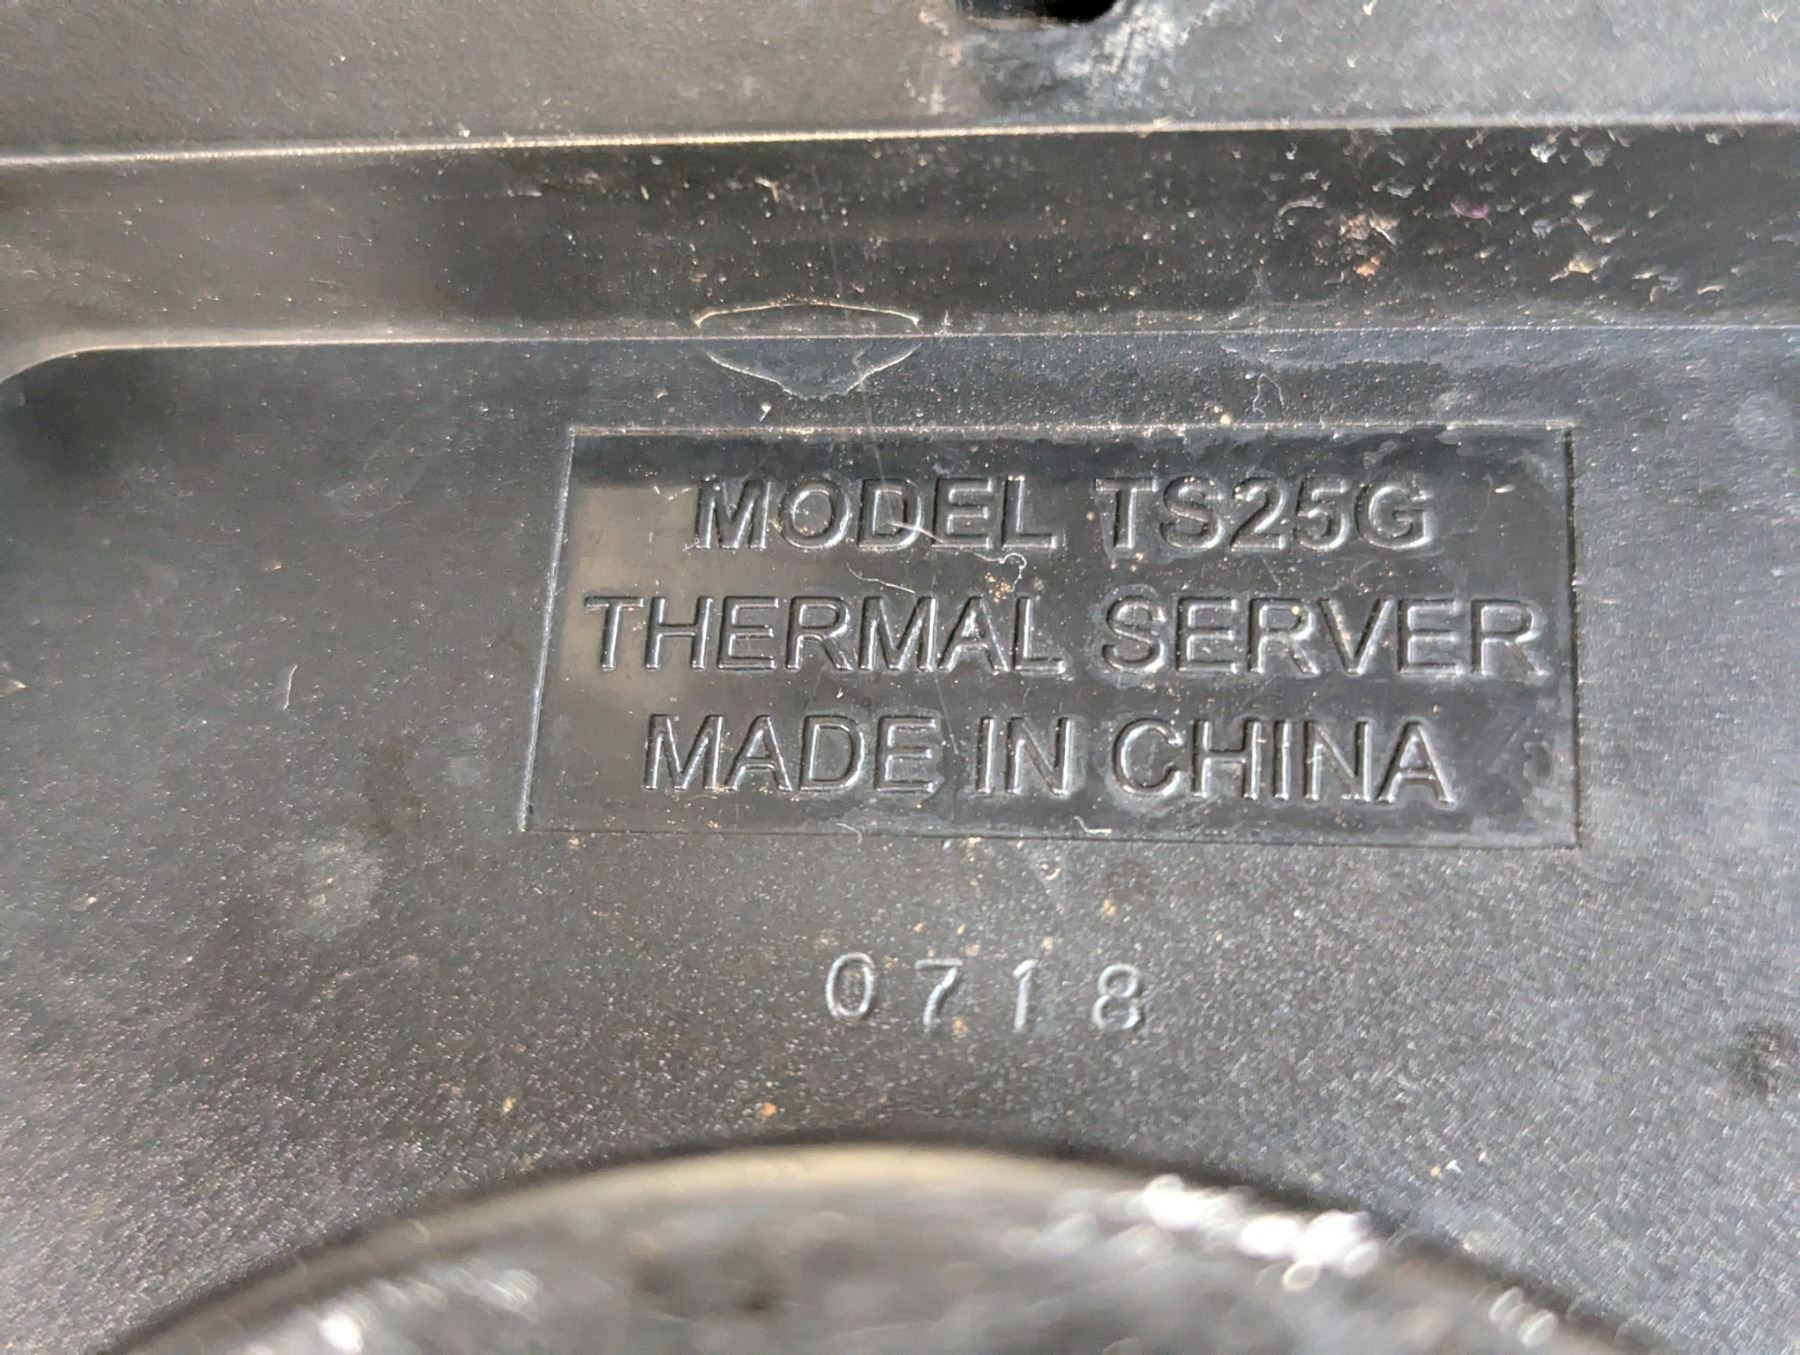 MODEL TS25G
THERMAL SERVER
MADE IN CHINA
0718